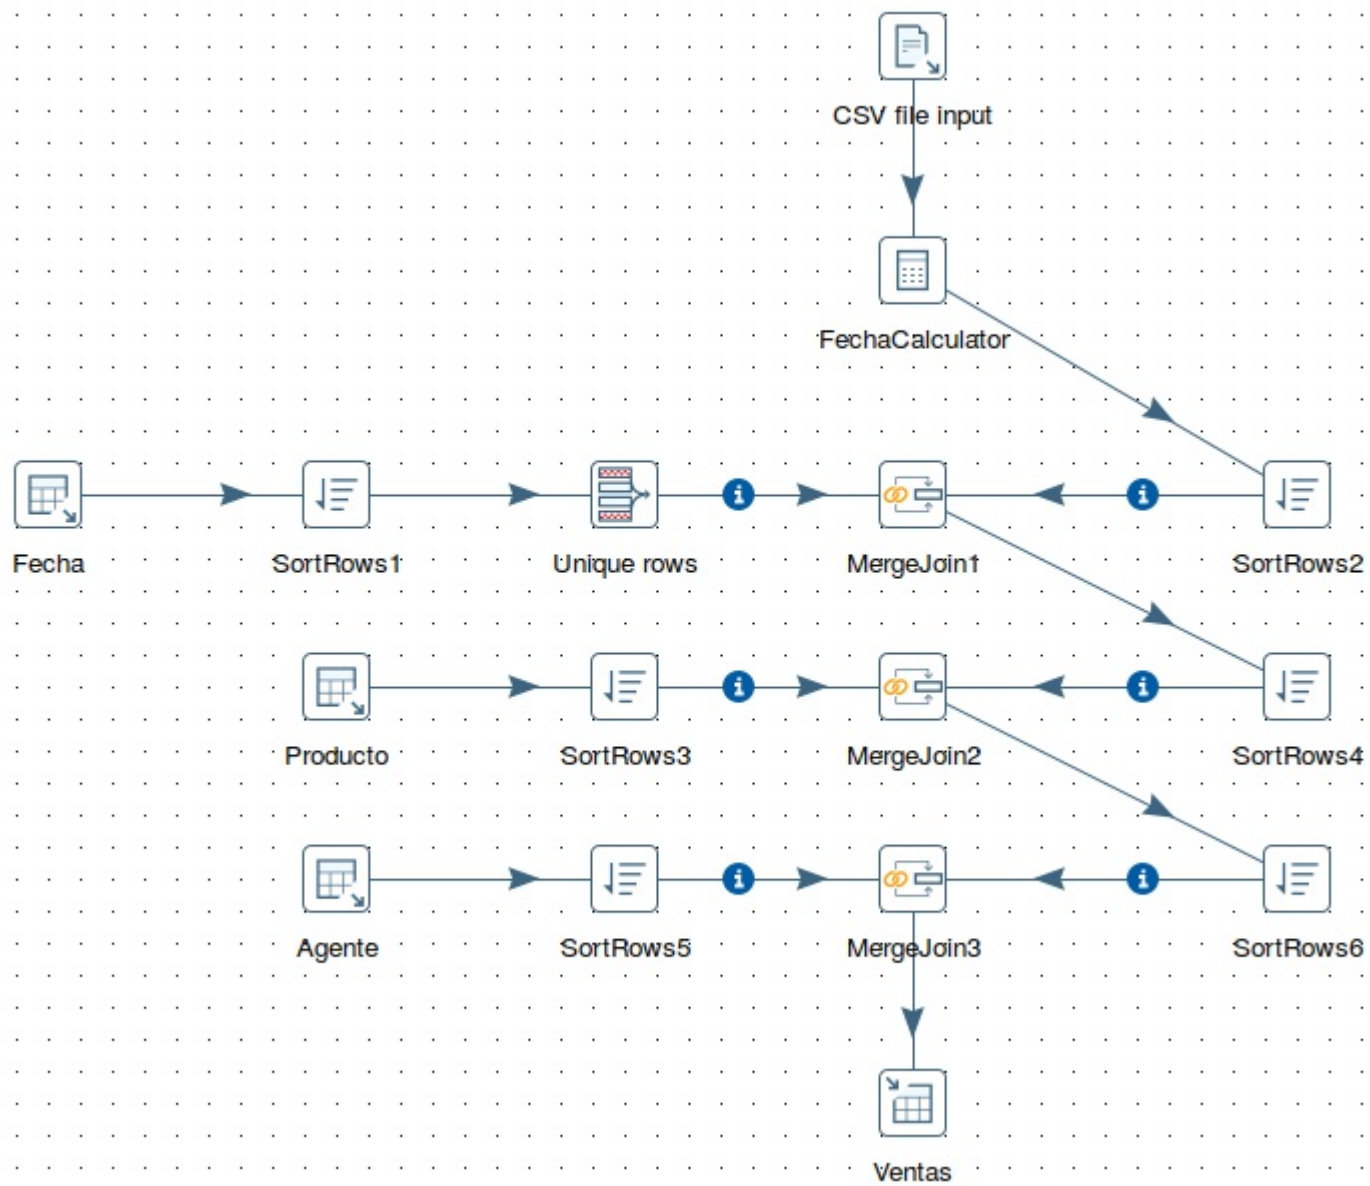 CSV file input
FechaCalculator
Fecha
SortRows1
Unique rows
MergeJoin1
SortRows2
Producto
SortRows3
MergeJoin2
SortRows4
Agente
SortRows5
MergeJoin3
SortRows6
Ventas